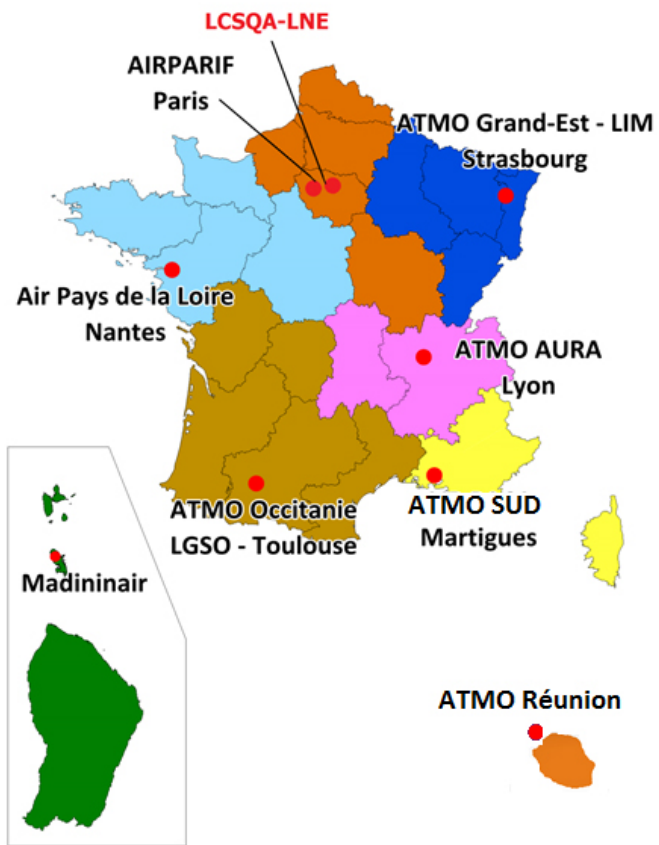 LCSQA-LNE
AIRPARIF
Paris
ATMO Grand-Est - LIM
Strasbourg
Air Pays de la Loire
Nantes
ATMO AURA
Lyon
ATMO Occitanie
LGSO - Toulouse
ATMO SUD
Martigues
Madininair
ATMO Réunion